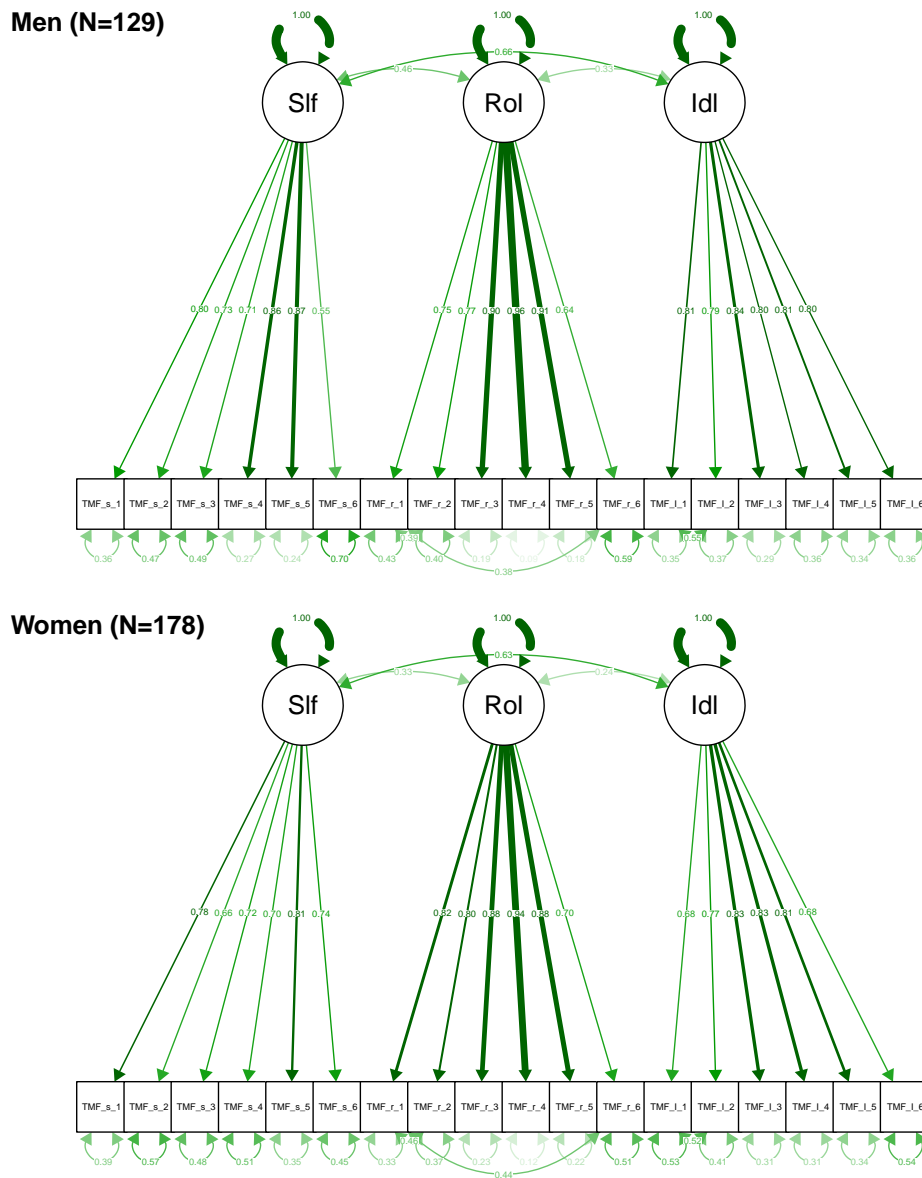 Men (N=129)
1.00 1.00 1.00
0.66
0.46 0.33
Slf Rol Idl
0.80 0.73 0.71 0.86 0.87 0.55 0.75 0.77 0.90 0.96 0.91 0.64 0.81 0.79 0.84 0.80 0.81 0.80
TMF_s_1 TMF_s_2 TMF_s_3 TMF_s_4 TMF_s_5 TMF_s_6 TMF_r_1 TMF_r_2 TMF_r_3 TMF_r_4 TMF_r_5 TMF_r_6 TMF_I_1 TMF_I_2 TMF_I_3 TMF_I_4 TMF_I_5 TMF_I_6
0.39 0.55
0.36 0.47 0.49 0.27 0.24 0.70 0.43 0.40 0.19 0.18 0.59 0.35 0.37 0.29 0.36 0.34 0.36
0.38
Women (N=178)
1.00 1.00 1.00
0.63
0.33 0.24
Slf Rol Idl
0.78 0.66 0.72 0.70 0.81 0.74 0.82 0.80 0.88 0.94 0.88 0.70 0.68 0.77 0.83 0.83 0.81 0.68
TMF_s_1 TMF_s_2 TMF_s_3 TMF_s_4 TMF_s_5 TMF_s_6 TMF_r_1 TMF_r_2 TMF_r_3 TMF_r_4 TMF_r_5 TMF_r_6 TMF_I_1 TMF_I_2 TMF_I_3 TMF_I_4 TMF_I_5 TMF_I_6
0.46 0.52
0.39 0.57 0.48 0.51 0.35 0.45 0.33 0.37 0.23 0.12 0.22 0.51 0.53 0.41 0.31 0.31 0.34 0.54
0.44